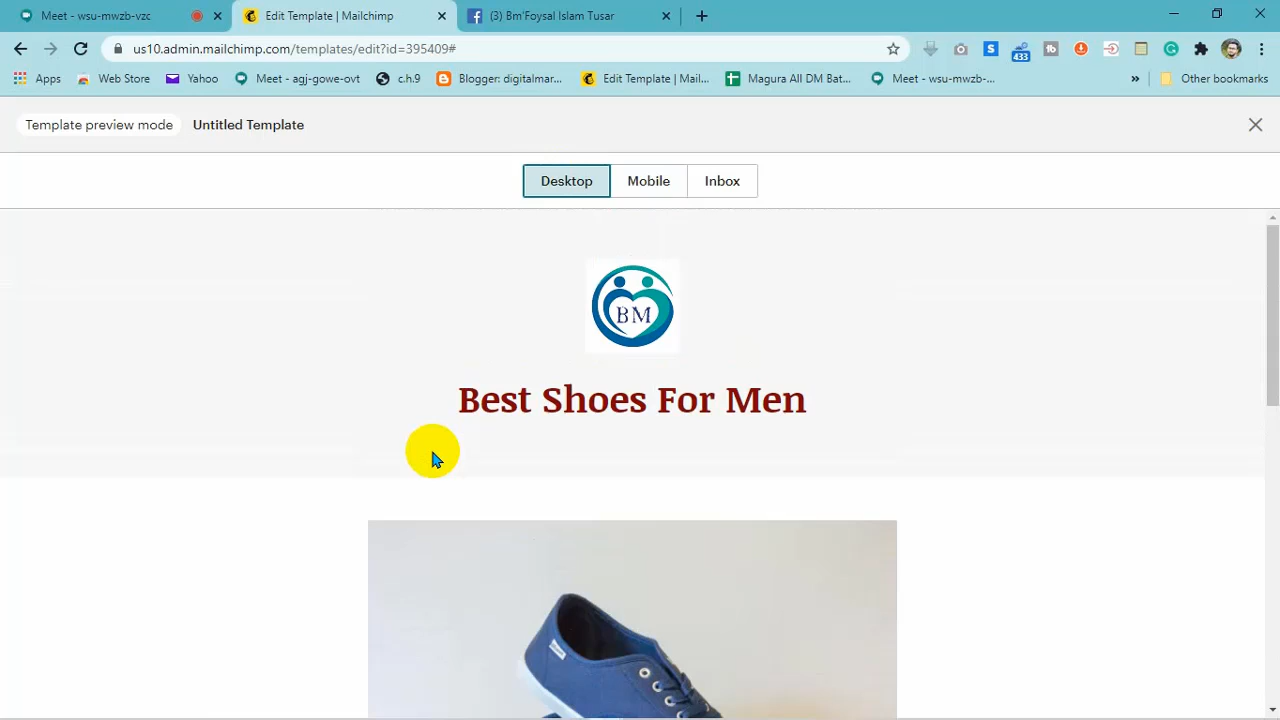 Meet - wsu-mwzb-vzc
Edit Template | Mailchimp
(3) Bm'Foysal Islam Tusar
us10.admin.mailchimp.com/templates/edit?id=395409#
433
Apps
Web Store
Yahoo
Meet - agj-gowe-ovt
c.h.9
Blogger: digitalmar...
Edit Template | Mail...
Magura All DM Bat...
Meet - wsu-mwzb-...
»
Other bookmarks
Template preview mode
Untitled Template
Desktop
Mobile
Inbox
BM
Best Shoes For Men